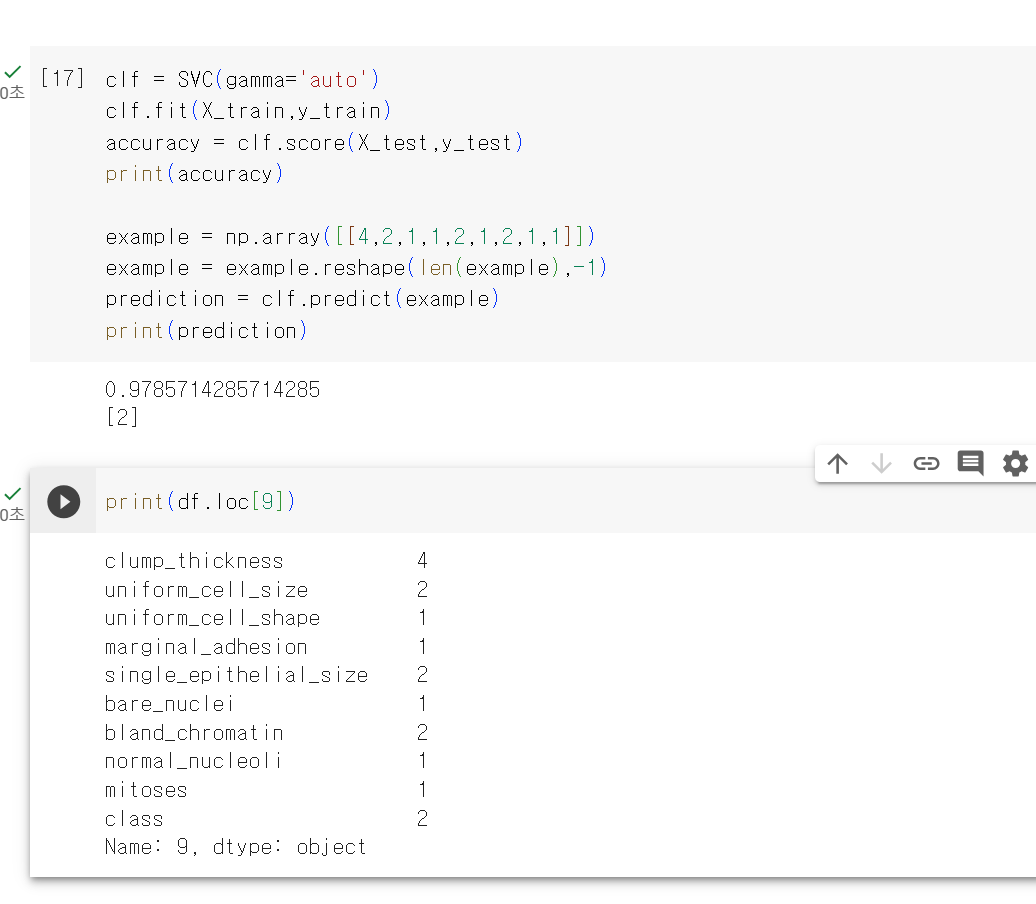 [17] clf = SVC(gamma='auto')
0초
clf.fit(X_train,y_train)
accuracy = clf.score(X_test,y_test)
print(accuracy)
example = np.array([[4,2,1,1,2,1,2,1,1]])
example = example.reshape(len(example),-1)
prediction = clf.predict(example)
print(prediction)
0.9785714285714285
[2]
print(df.loc[9])
0초
clump_thickness 4
uniform_cell_size 2
uniform_cell_shape 1
marginal_adhesion 1
single_epithelial_size 2
bare_nuclei 1
bland_chromatin 2
normal_nucleoli 1
mitoses 1
class 2
Name: 9, dtype: object